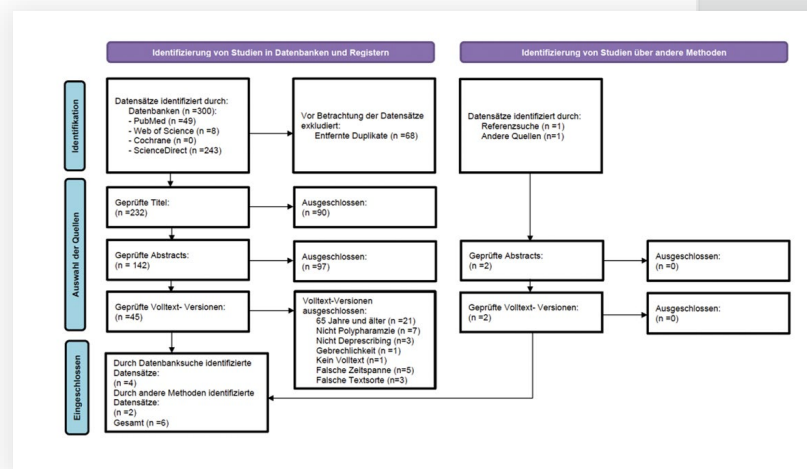 Identifizierung von Studien in Datenbanken und Registern
Identifizierung von Studien über andere Methoden
Identifikation
Datensätze identifiziert durch:
Datenbanken (n =300):
- PubMed (n =49)
- Web of Science (n =8)
- Cochrane (n =0)
- ScienceDirect (n =243)
Vor Betrachtung der Datensätze
exkludiert:
Entfernte Duplikate (n =68)
Datensätze identifiziert durch:
Referenzsuche (n =1)
Andere Quellen (n=1)
Auswahl der Quellen
Geprüfte Titel:
(n =232)
Ausgeschlossen:
(n =90)
Geprüfte Abstracts:
(n = 142)
Ausgeschlossen:
(n =97)
Geprüfte Abstracts:
(n =2)
Ausgeschlossen:
(n =0)
Geprüfte Volltext-Versionen:
(n =45)
Volltext-Versionen
ausgeschlossen:
65 Jahre und älter (n =21)
Nicht Polypharamzie (n =7)
Nicht Deprescribing (n=3)
Gebrechlichkeit (n =1)
Kein Volltext (n=1)
Falsche Zeitspanne (n=5)
Falsche Textsorte (n=3)
Geprüfte Volltext- Versionen:
(n =2)
Ausgeschlossen:
(n =0)
Eingeschlossen
Durch Datenbanksuche identifizierte
Datensätze:
(n =4)
Durch andere Methoden identifizierte
Datensätze:
(n =2)
Gesamt (n =6)